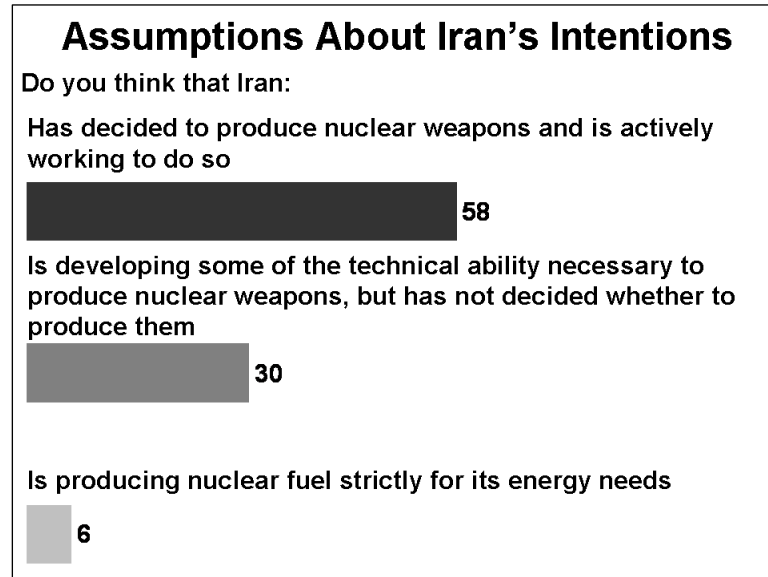 Assumptions About Iran's Intentions
Do you think that Iran:
Has decided to produce nuclear weapons and is actively
working to do so
58
Is developing some of the technical ability necessary to
produce nuclear weapons, but has not decided whether to
produce them
30
Is producing nuclear fuel strictly for its energy needs
6